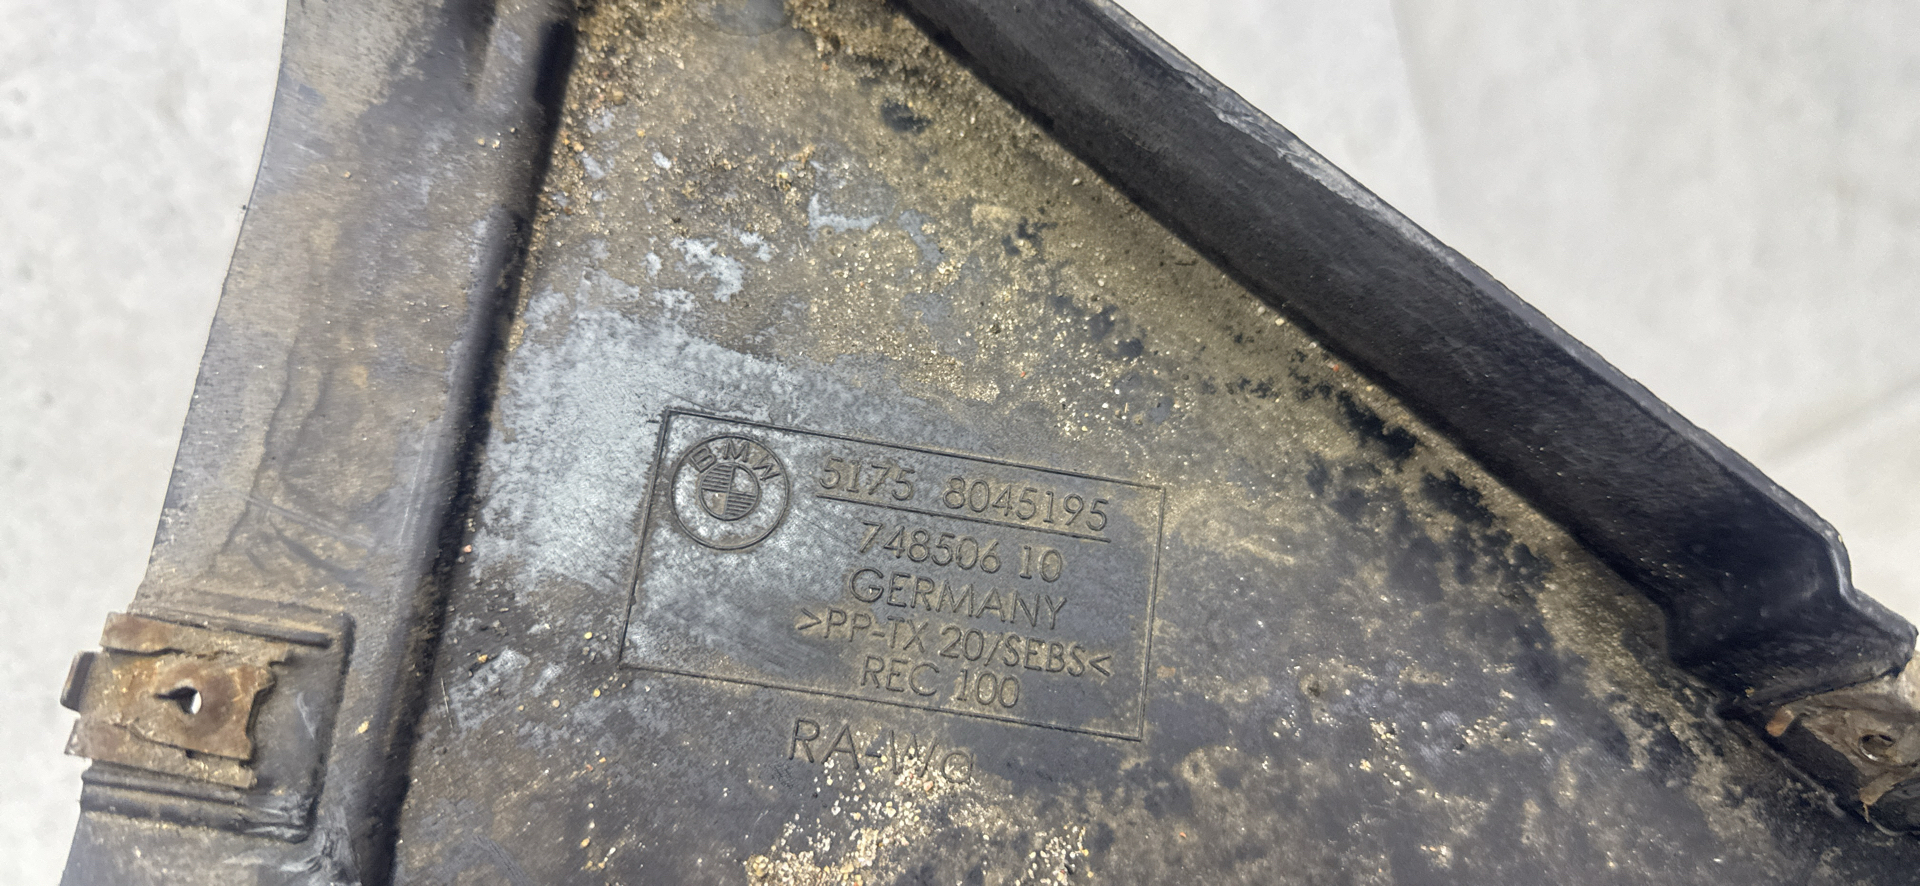 BMW
5175 8045195
748506 10
GERMANY
>PP-TX 20/SEBS<
REC 100
RA-Wa